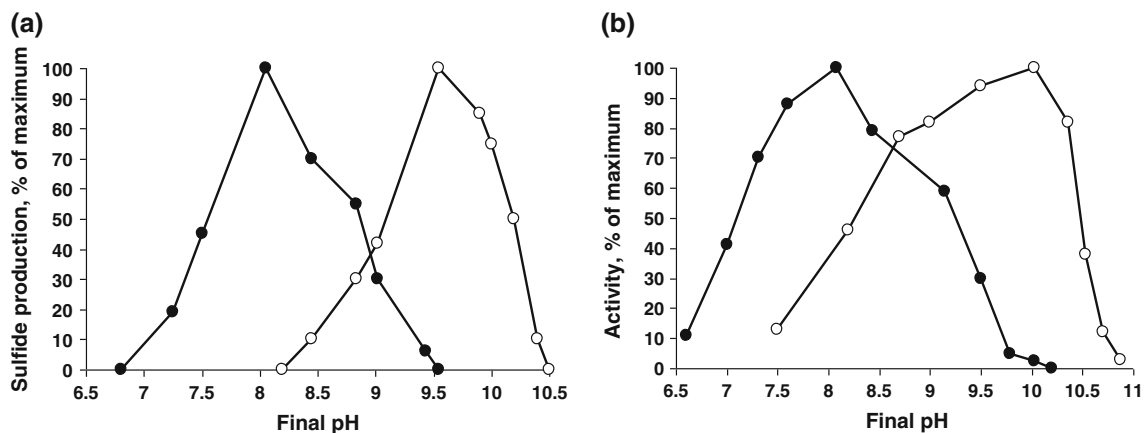 (a)
Sulfide production, % of maximum
100
90
80
70
60
50
40
30
20
10
0
6.5 7 7.5 8 8.5 9 9.5 10 10.5
Final pH
(b)
Activity, % of maximum
100
90
80
70
60
50
40
30
20
10
0
6.5 7 7.5 8 8.5 9 9.5 10 10.5 11
Final pH